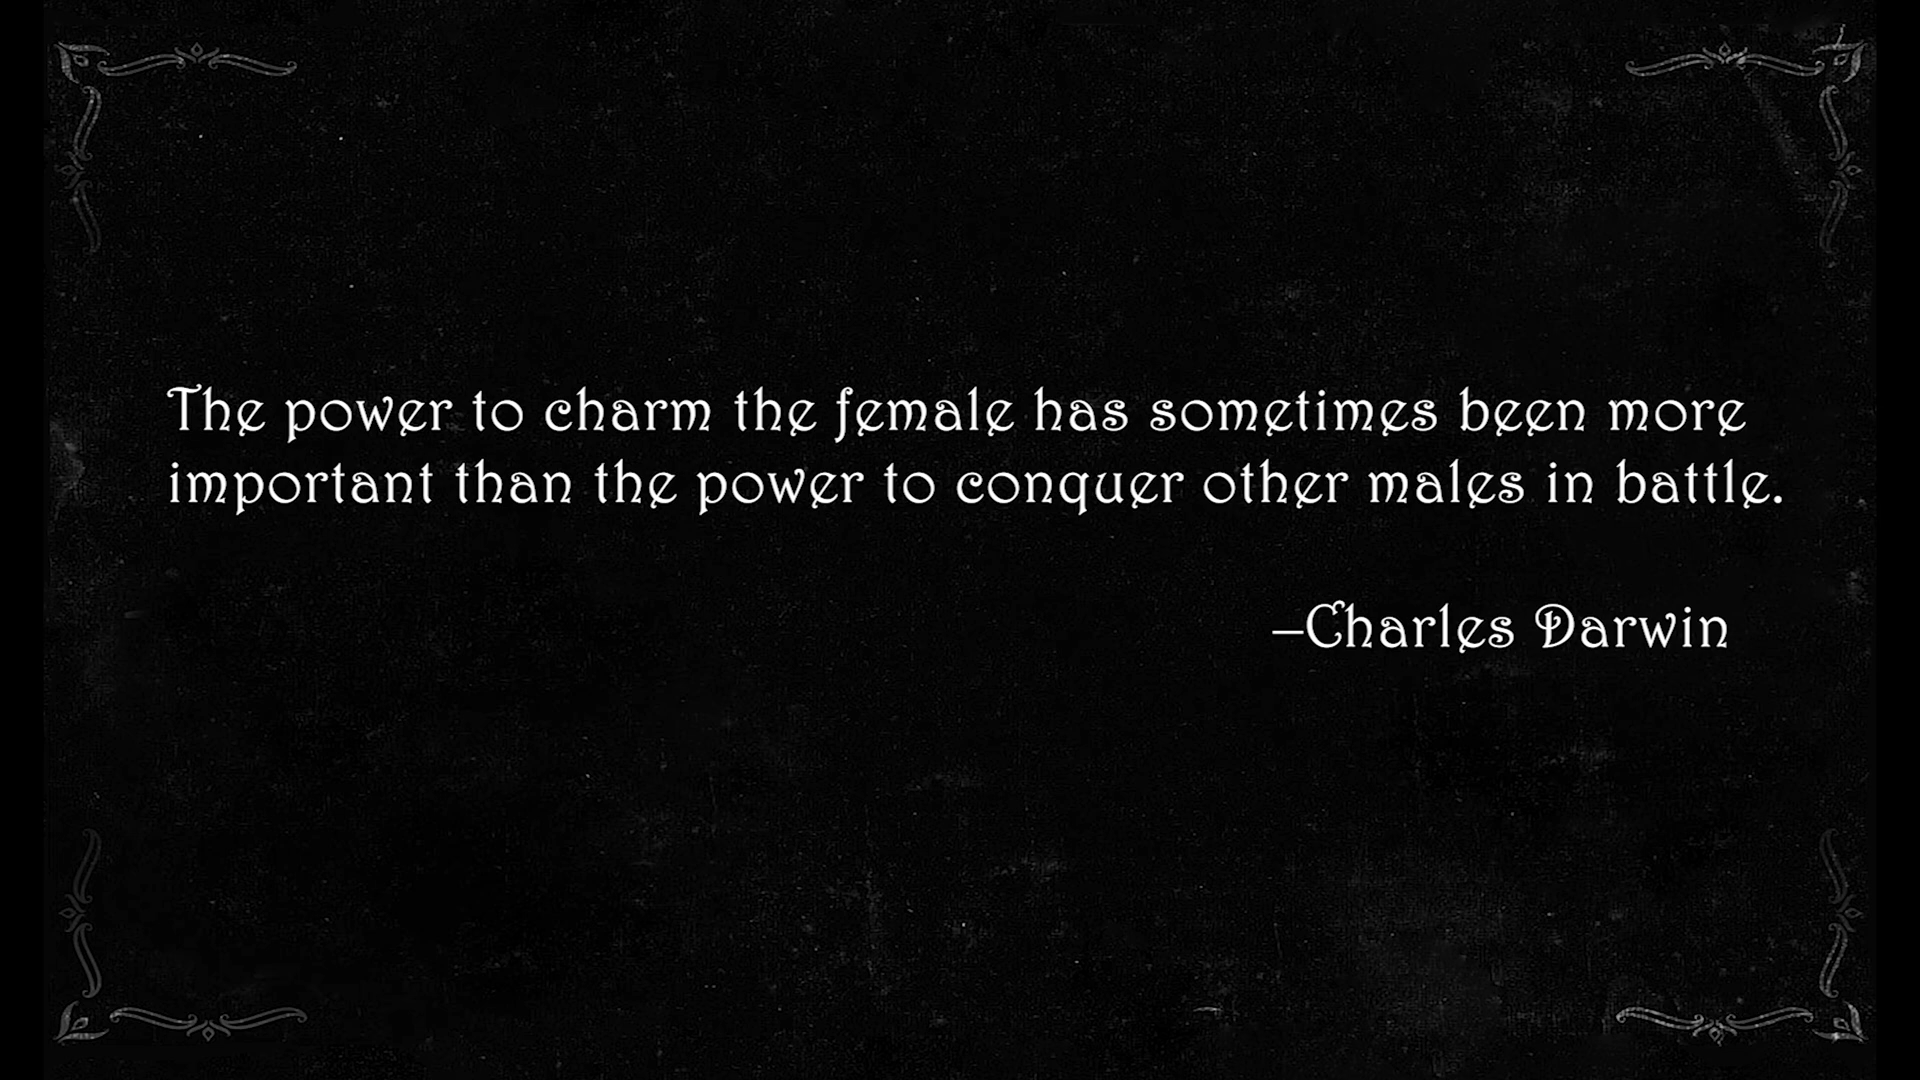 The power to charm the female has sometimes been more
important than the power to conquer other males in battle.
–Charles Darwin